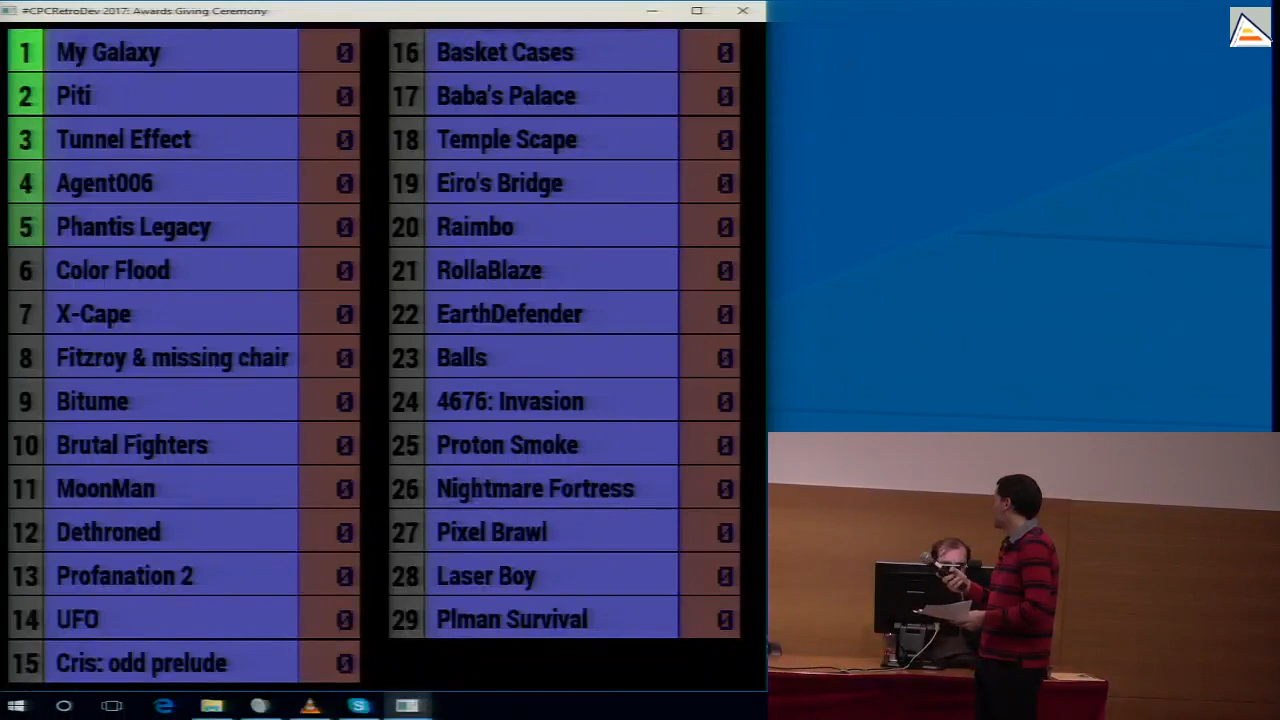 #CPCRetroDev 2017: Awards Giving Ceremony
1 My Galaxy 0
2 Piti 0
3 Tunnel Effect 0
4 Agent006 0
5 Phantis Legacy 0
6 Color Flood 0
7 X-Cape 0
8 Fitzroy & missing chair 0
9 Bitume 0
10 Brutal Fighters 0
11 MoonMan 0
12 Dethroned 0
13 Profanation 2 0
14 UFO 0
15 Cris: odd prelude 0
16 Basket Cases 0
17 Baba's Palace 0
18 Temple Scape 0
19 Eiro's Bridge 0
20 Raimbo 0
21 RollaBlaze 0
22 EarthDefender 0
23 Balls 0
24 4676: Invasion 0
25 Proton Smoke 0
26 Nightmare Fortress 0
27 Pixel Brawl 0
28 Laser Boy 0
29 Plman Survival 0